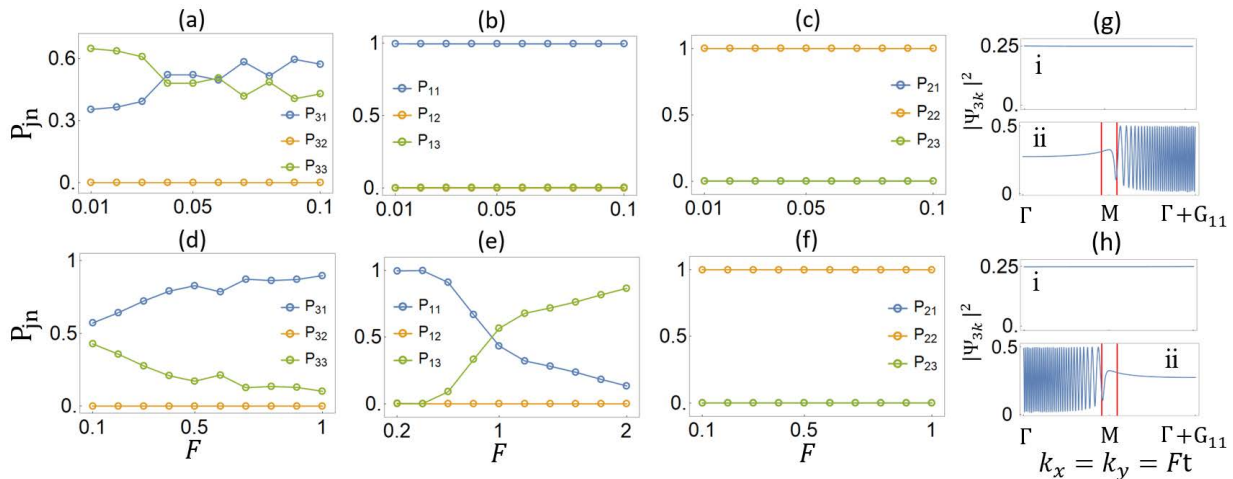 (a)
P_jn
0.6
0.3
0.
P₃₁
P₃₂
P₃₃
0.01
0.05
0.1
(b)
1
0.5
0.
P₁₁
P₁₂
P₁₃
0.01
0.05
0.1
(c)
1
0.5
0.
P₂₁
P₂₂
P₂₃
0.01
0.05
0.1
(g)
|Ψ₃ₖ|²
0.25
i
0.
0.5
ii
0
Γ
M
Γ+G₁₁
(d)
P_jn
1
0.5
0.
P₃₁
P₃₂
P₃₃
0.1
0.5
1
F
(e)
1
0.5
0.
P₁₁
P₁₂
P₁₃
0.2
1
2
F
(f)
1
0.5
0.
P₂₁
P₂₂
P₂₃
0.1
0.5
1
F
(h)
|Ψ₃ₖ|²
0.25
i
0.
0.5
ii
0
Γ
M
Γ+G₁₁
kₓ = k_y = Ft